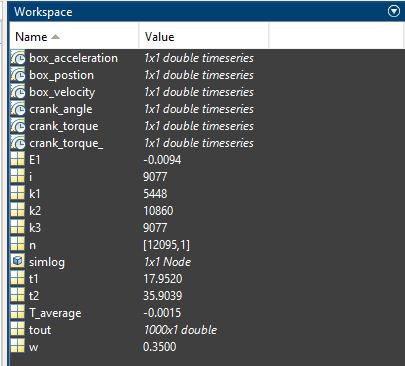 Workspace
Name Value
box_acceleration 1x1 double timeseries
box_postion 1x1 double timeseries
box_velocity 1x1 double timeseries
crank_angle 1x1 double timeseries
crank_torque 1x1 double timeseries
crank_torque_ 1x1 double timeseries
E1 -0.0094
i 9077
k1 5448
k2 10860
k3 9077
n [12095,1]
simlog 1x1 Node
t1 17.9520
t2 35.9039
T_average -0.0015
tout 1000x1 double
w 0.3500